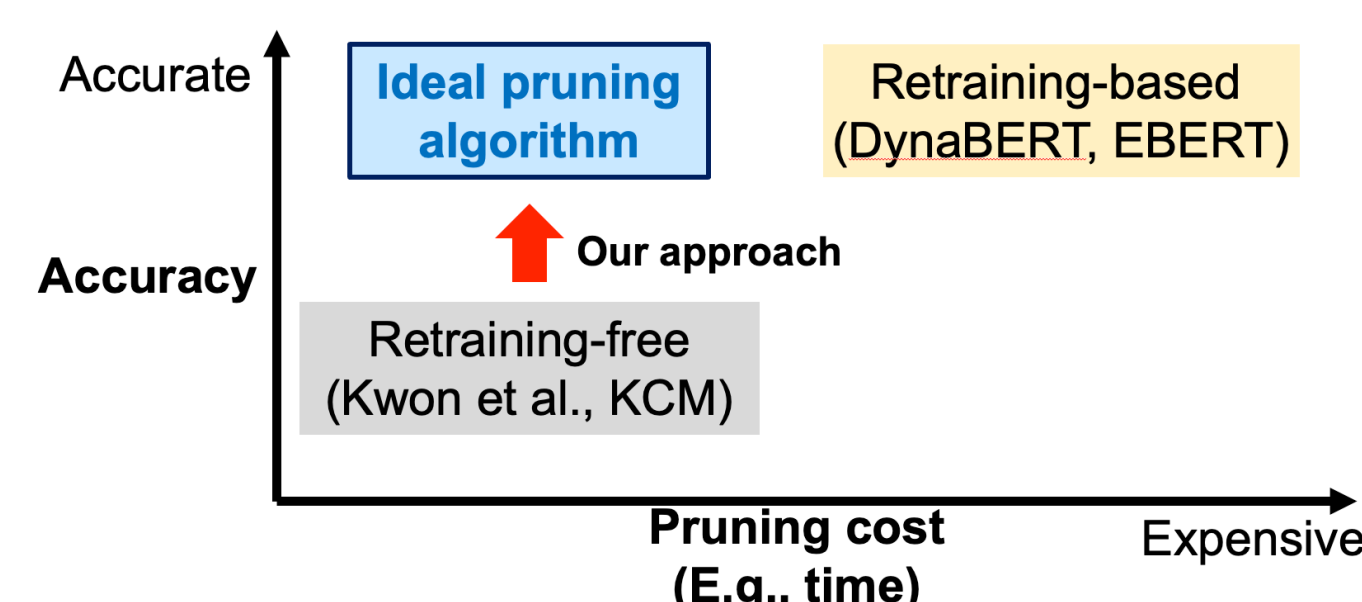 Accurate
Ideal pruning
algorithm
Retraining-based
(DynaBERT, EBERT)
Our approach
Accuracy
Retraining-free
(Kwon et al., KCM)
Pruning cost
(E.g., time)
Expensive